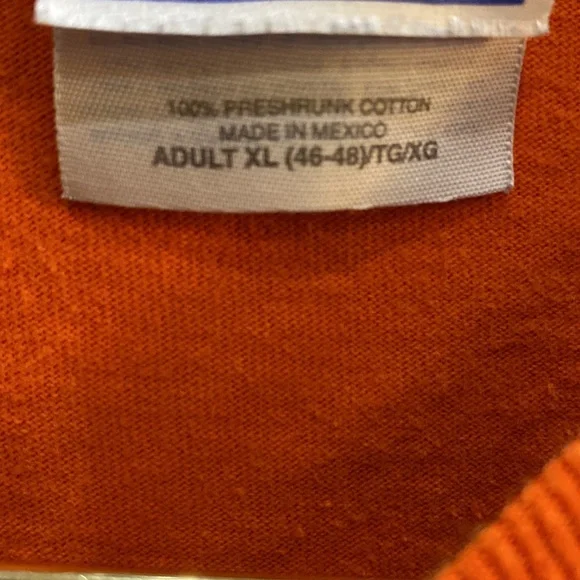 100% PRESHRUNK COTTON
MADE IN MEXICO
ADULT XL (46-48)/TG/XG